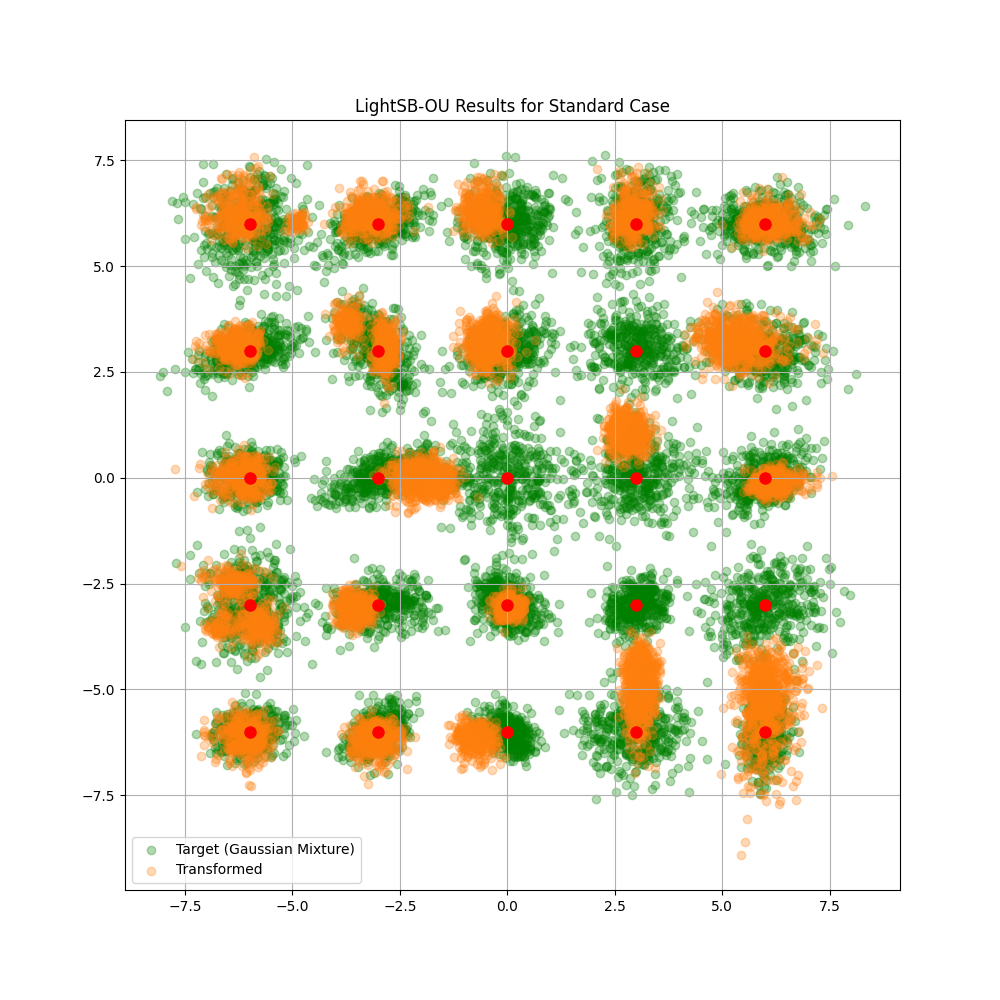 LightSB-OU Results for Standard Case
7.5
5.0
2.5
0.0
−2.5
−5.0
−7.5
Target (Gaussian Mixture)
Transformed
−7.5 −5.0 −2.5 0.0 2.5 5.0 7.5